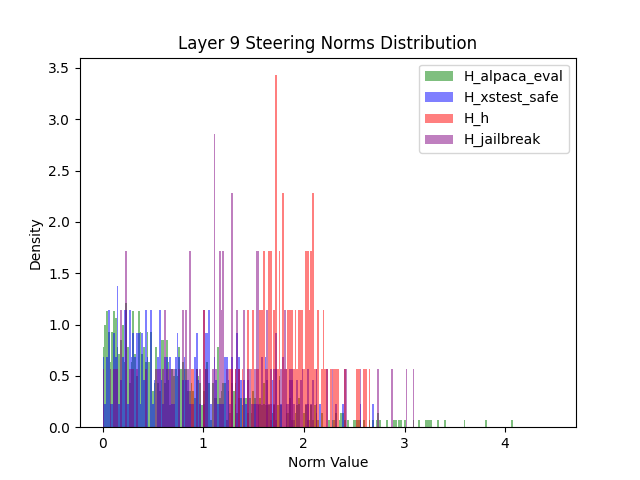 Layer 9 Steering Norms Distribution
H_alpaca_eval
H_xstest_safe
H_h
H_jailbreak
3.5
3.0
2.5
2.0
1.5
1.0
0.5
0.0
Density
0 1 2 3 4
Norm Value